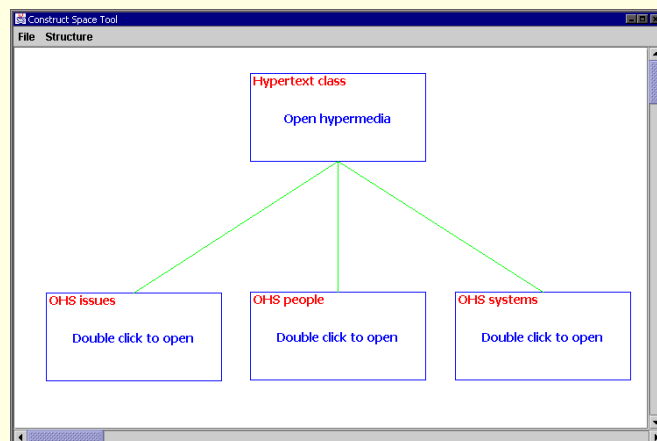 Construct Space Tool
File Structure
Hypertext class
Open hypermedia
OHS issues
Double click to open
OHS people
Double click to open
OHS systems
Double click to open